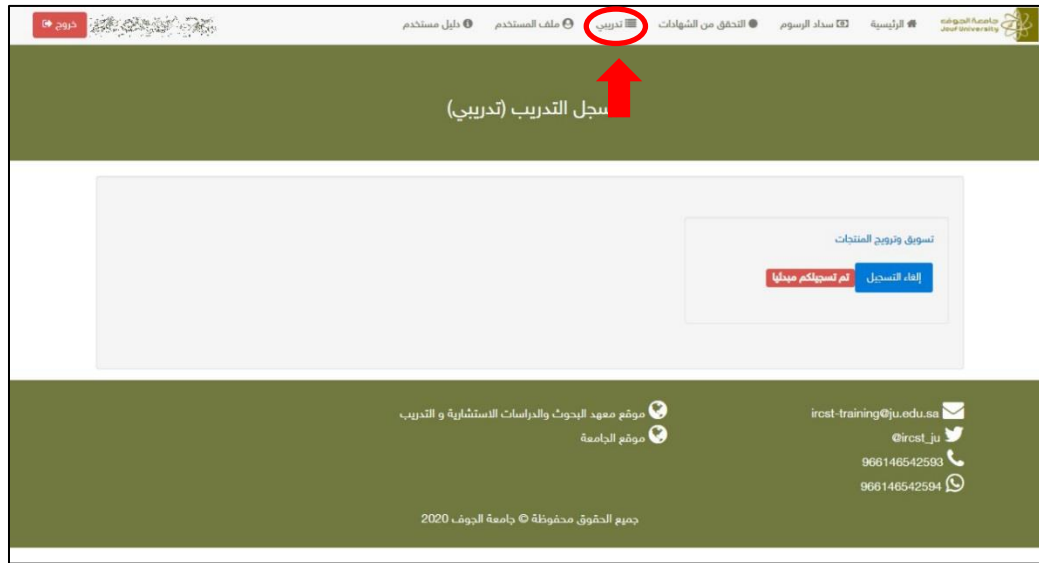 جامعة الجوف
Jouf University
الرئيسية
سداد الرسوم
التحقق من الشهادات
تدريبي
ملف المستخدم
دليل مستخدم
خروج
سجل التدريب (تدريبي)
تسويق وترويج المنتجات
إلغاء التسجيل
تم تسجيلكم مبدئيا
ircst-training@ju.edu.sa
@ircst_ju
966146542593
966146542594
موقع معهد البحوث والدراسات الاستشارية و التدريب
موقع الجامعة
جميع الحقوق محفوظة © جامعة الجوف 2020